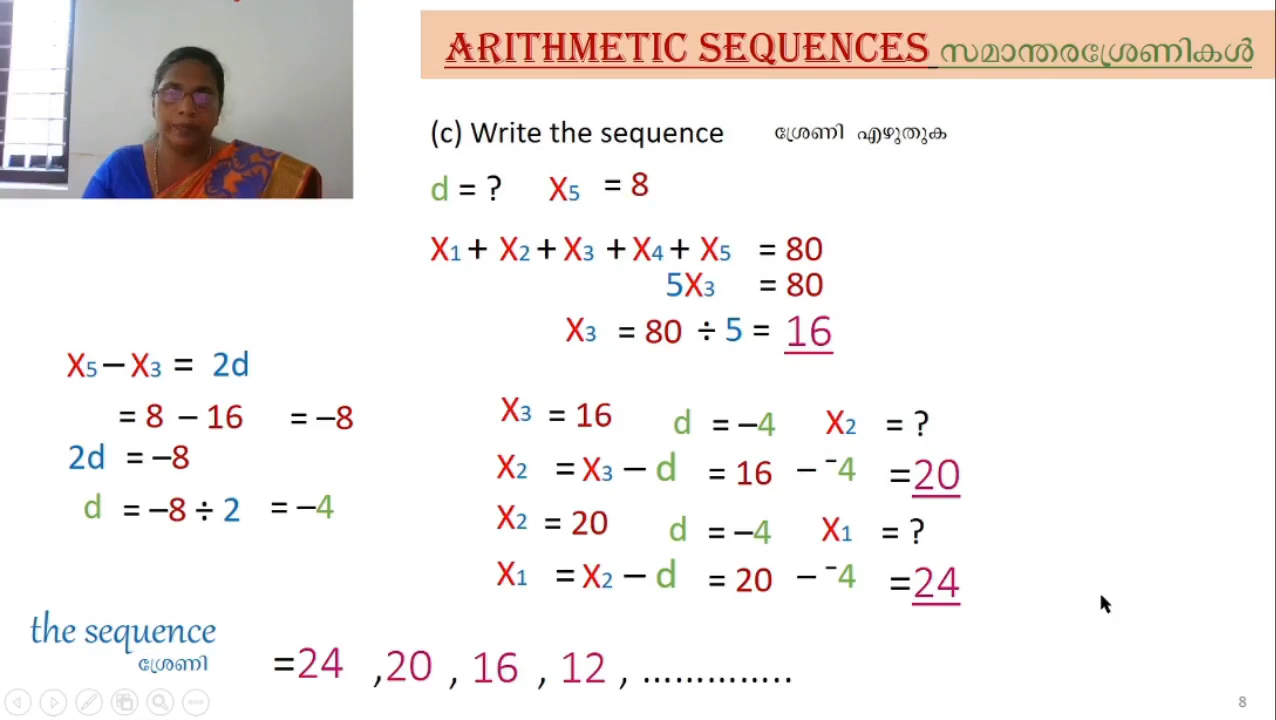 ARITHMETIC SEQUENCES സമാന്തരശ്രേണികൾ
(c) Write the sequence ശ്രേണി എഴുതുക
d = ? X5 = 8
X1 + X2 + X3 + X4 + X5 = 80
5X3 = 80
X3 = 80 ÷ 5 = 16
X5 – X3 = 2d
= 8 – 16 = –8
2d = –8
d = –8 ÷ 2 = –4
X3 = 16 d = –4 X2 = ?
X2 = X3 – d = 16 – ⁻4 =20
X2 = 20 d = –4 X1 = ?
X1 = X2 – d = 20 – ⁻4 =24
the sequence
ശ്രേണി
=24 ,20 , 16 , 12 , ..............
8